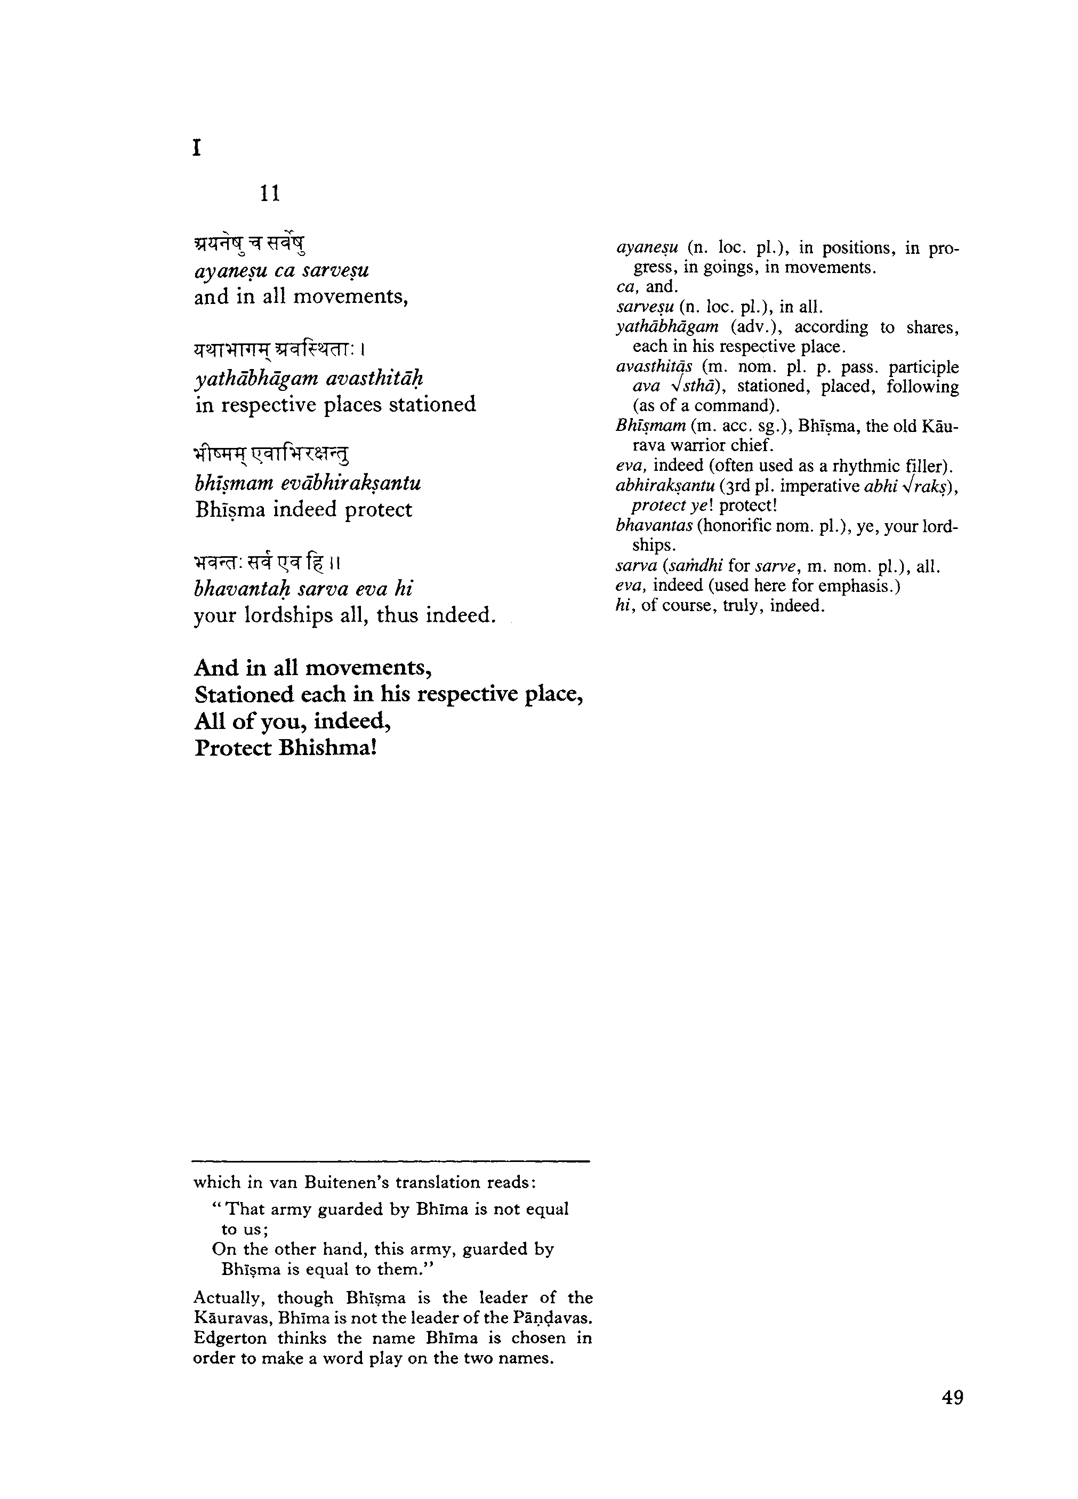 I
11
अयनेषु च सर्वेषु
ayaneṣu ca sarveṣu
and in all movements,
यथाभागम् अवस्थिताः ।
yathābhāgam avasthitāḥ
in respective places stationed
भीष्मम् एवाभिरक्षन्तु
bhīṣmam evābhirakṣantu
Bhīṣma indeed protect
भवन्तः सर्व एव हि ॥
bhavantaḥ sarva eva hi
your lordships all, thus indeed.
And in all movements,
Stationed each in his respective place,
All of you, indeed,
Protect Bhishma!
ayaneṣu (n. loc. pl.), in positions, in pro-
gress, in goings, in movements.
ca, and.
sarveṣu (n. loc. pl.), in all.
yathābhāgam (adv.), according to shares,
each in his respective place.
avasthitās (m. nom. pl. p. pass. participle
ava √sthā), stationed, placed, following
(as of a command).
Bhīṣmam (m. acc. sg.), Bhīṣma, the old Kāu-
rava warrior chief.
eva, indeed (often used as a rhythmic filler).
abhirakṣantu (3rd pl. imperative abhi √rakṣ),
protect ye! protect!
bhavantas (honorific nom. pl.), ye, your lord-
ships.
sarva (saṁdhi for sarve, m. nom. pl.), all.
eva, indeed (used here for emphasis.)
hi, of course, truly, indeed.
which in van Buitenen's translation reads:
"That army guarded by Bhīma is not equal
to us;
On the other hand, this army, guarded by
Bhīṣma is equal to them."
Actually, though Bhīṣma is the leader of the
Kāuravas, Bhīma is not the leader of the Pāṇḍavas.
Edgerton thinks the name Bhīma is chosen in
order to make a word play on the two names.
49